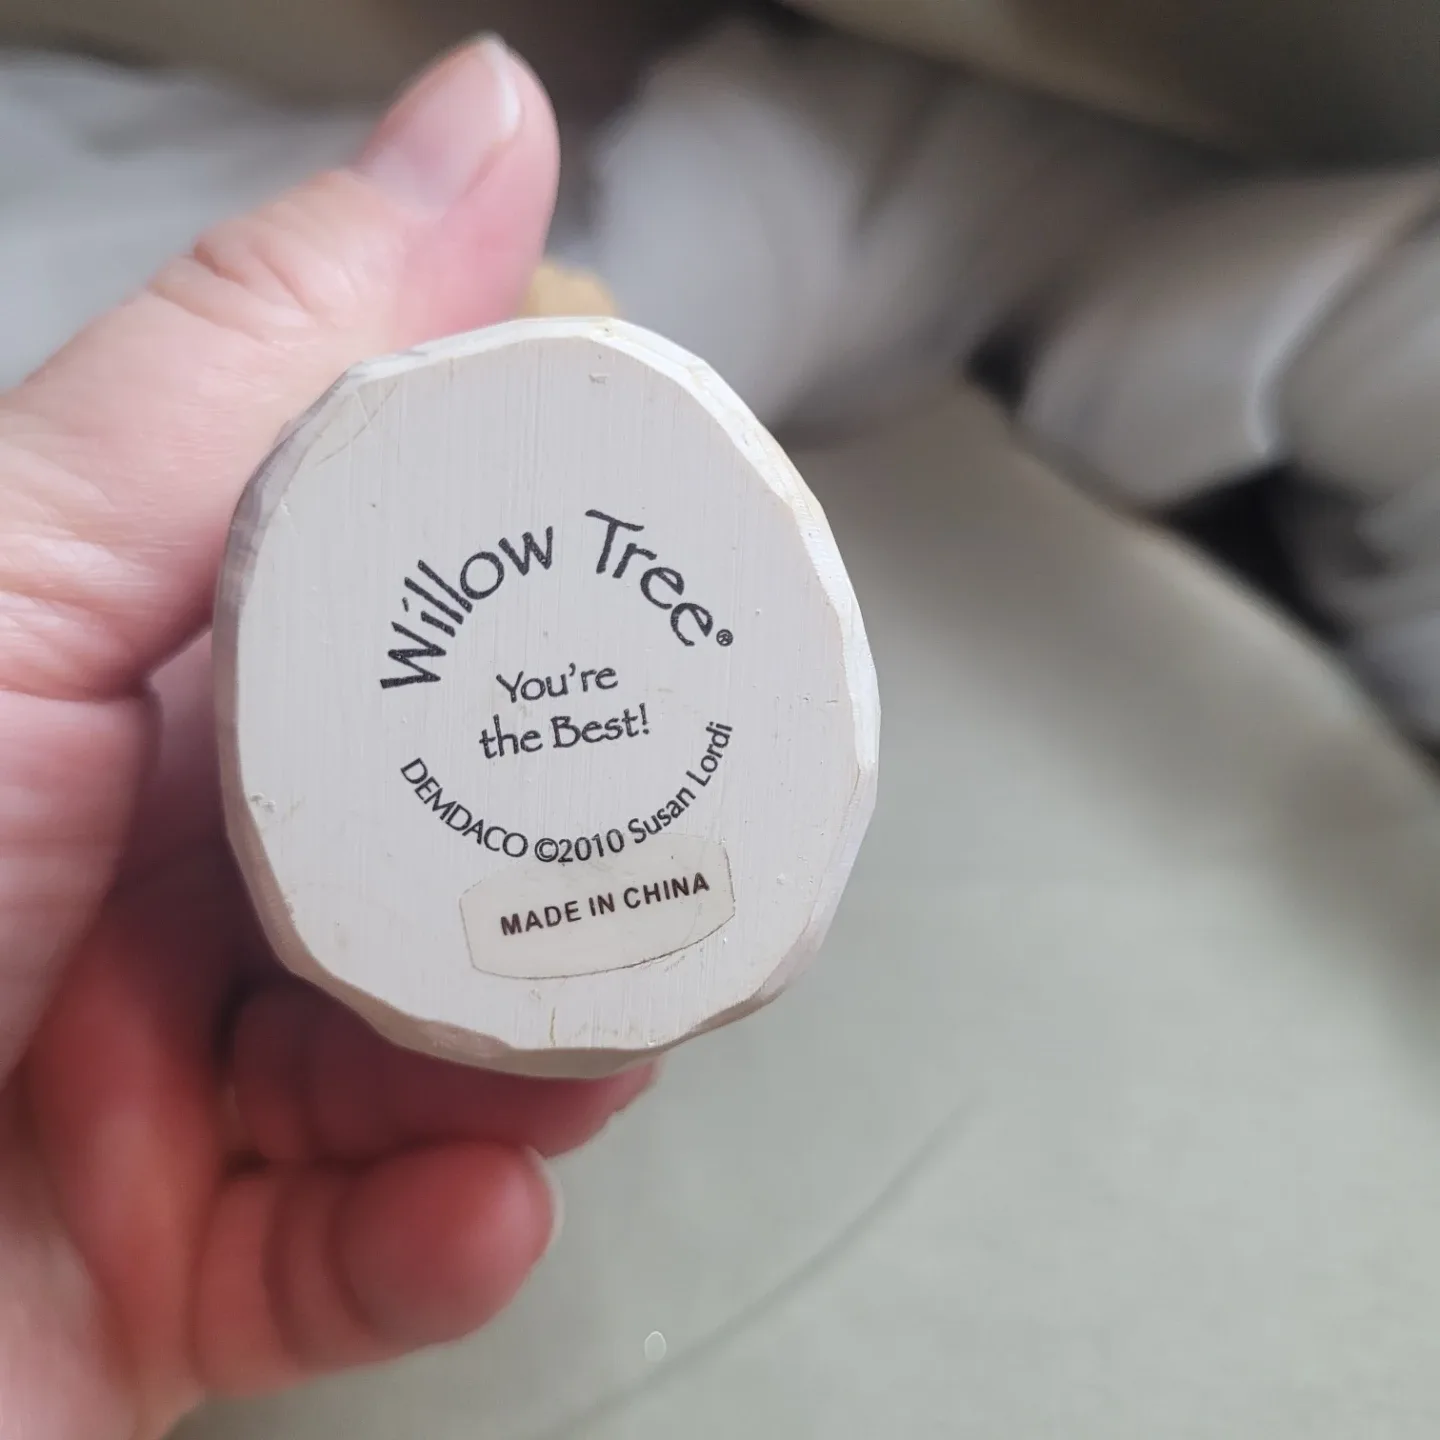 Willow Tree®
You're
the Best!
DEMDACO ©2010 Susan Lordi
MADE IN CHINA